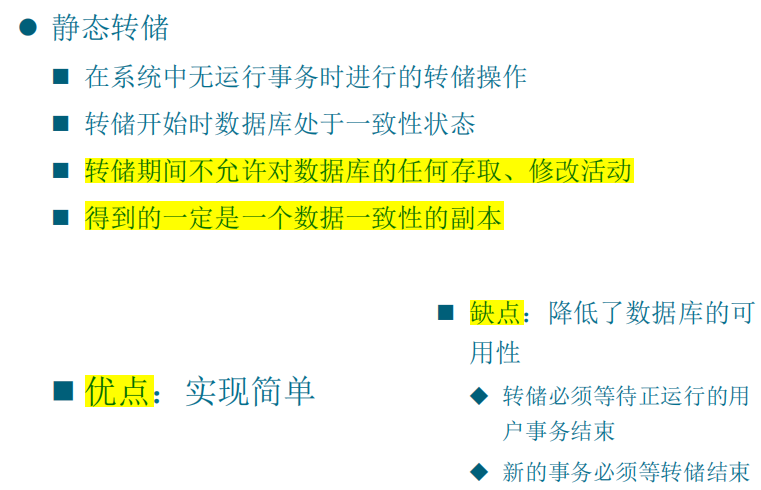 静态转储
在系统中无运行事务时进行的转储操作
转储开始时数据库处于一致性状态
转储期间不允许对数据库的任何存取、修改活动
得到的一定是一个数据一致性的副本
优点：实现简单
缺点：降低了数据库的可
用性
转储必须等待正运行的用
户事务结束
新的事务必须等转储结束